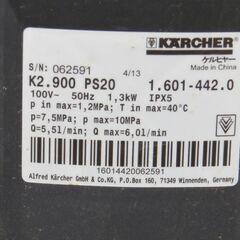 KÄRCHER
ケルヒャー
Made in China
S/N: 062591
4/13
K2.900 PS20 1.601-442.0
100V~ 50Hz 1,3kW IPX5
p in max=1,2MPa; T in max=40°C
p=7,5MPa; p max=10MPa
Q=5,5l/min; Q max=6,0l/min
16014420062591
Alfred Kärcher GmbH & Co.KG, P.O.Box 160, 71349 Winnenden, Germany